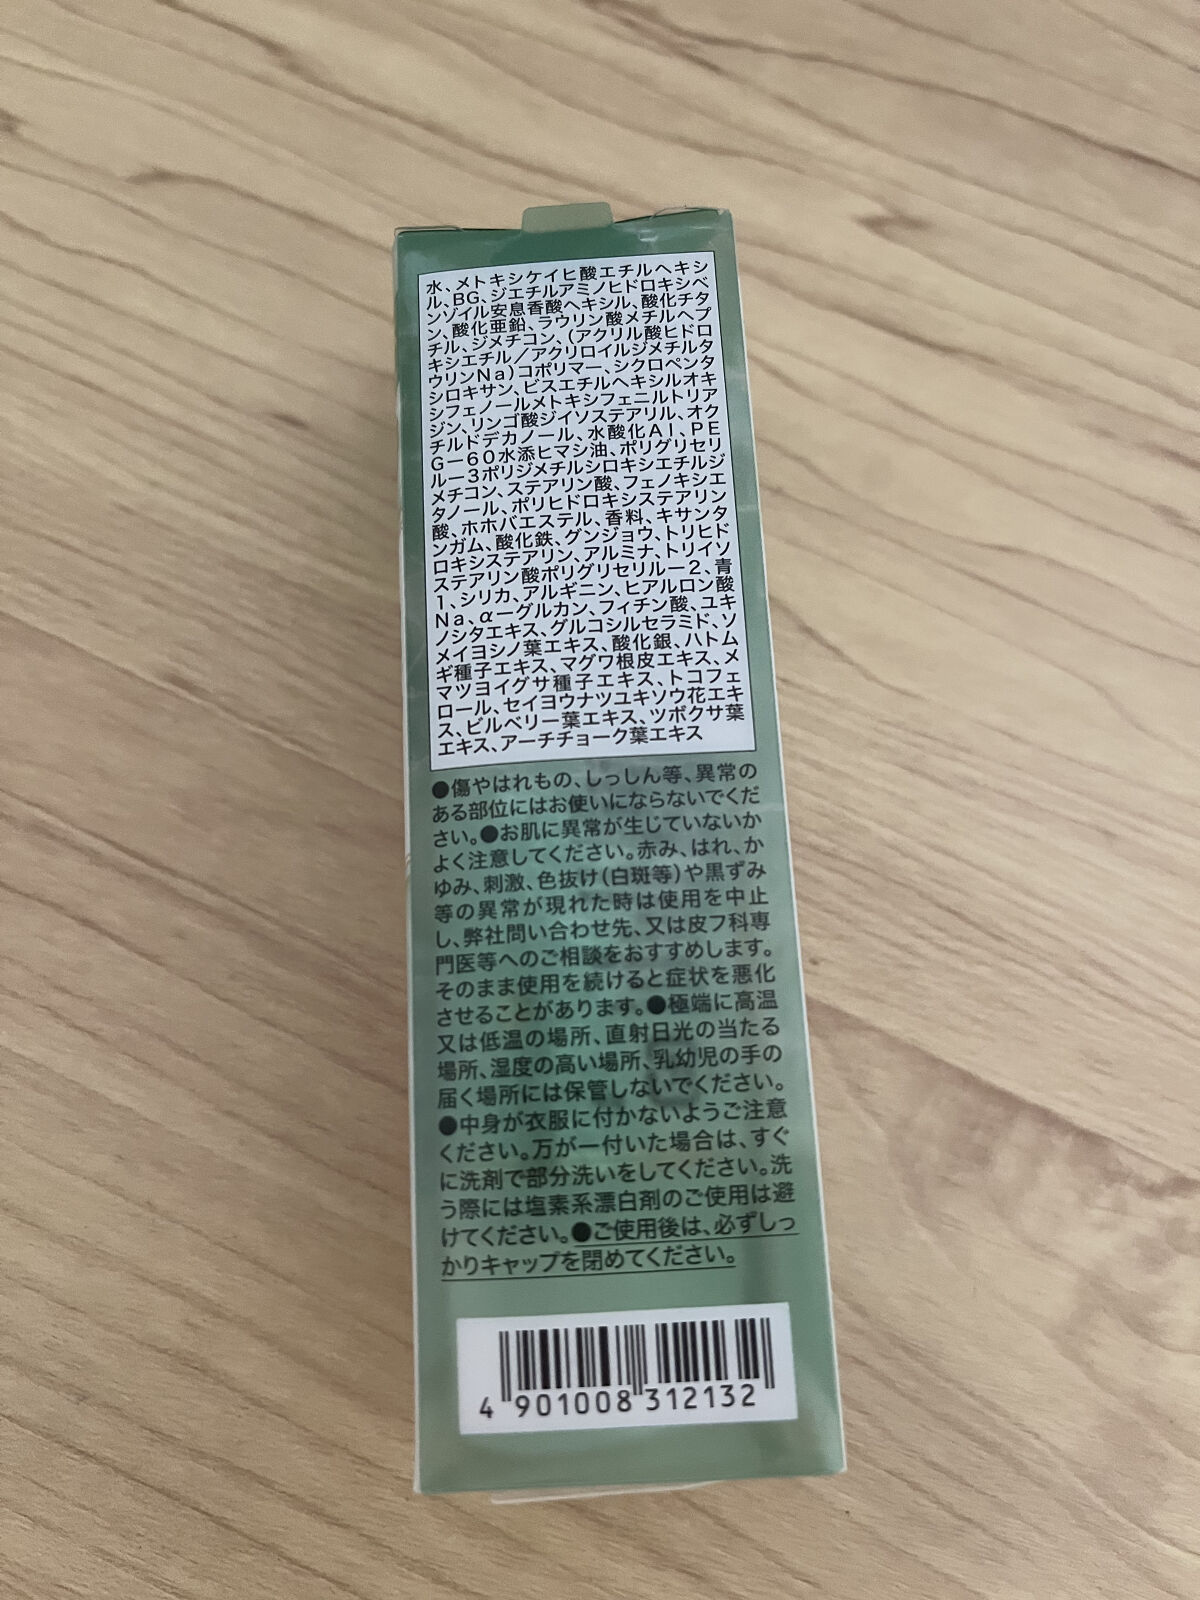 水、メトキシケイヒ酸エチルヘキシ
ル、BG、ジエチルアミノヒドロキシベ
ンゾイル安息香酸ヘキシル、酸化チタ
ン、酸化亜鉛、ラウリン酸メチルヘプ
チル、ジメチコン、(アクリル酸ヒドロ
キシエチル/アクリロイルジメチルタ
ウリンNa)コポリマー、シクロペンタ
シロキサン、ビスエチルヘキシルオキ
シフェノールメトキシフェニルトリア
ジン、リンゴ酸ジイソステアリル、オク
チルドデカノール、水酸化Al、PE
G-60水添ヒマシ油、ポリグリセリ
ル-3ポリジメチルシロキシエチルジ
メチコン、ステアリン酸、フェノキシエ
タノール、ポリヒドロキシステアリン
酸、ホホバエステル、香料、キサンタ
ンガム、酸化鉄、グンジョウ、トリヒド
ロキシステアリン、アルミナ、トリイソ
ステアリン酸ポリグリセリル-2、青
1、シリカ、アルギニン、ヒアルロン酸
Na、α-グルカン、フィチン酸、ユキ
ノシタエキス、グルコシルセラミド、ソ
メイヨシノ葉エキス、酸化銀、ハトム
ギ種子エキス、マグワ根皮エキス、メ
マツヨイグサ種子エキス、トコフェ
ロール、セイヨウナツユキソウ花エキ
ス、ビルベリー葉エキス、ツボクサ葉
エキス、アーチチョーク葉エキス
●傷やはれもの、しっしん等、異常の
ある部位にはお使いにならないでくだ
さい。●お肌に異常が生じていないか
よく注意してください。赤み、はれ、か
ゆみ、刺激、色抜け(白斑等)や黒ずみ
等の異常が現れた時は使用を中止
し、弊社問い合わせ先、又は皮フ科専
門医等へのご相談をおすすめします。
そのまま使用を続けると症状を悪化
させることがあります。●極端に高温
又は低温の場所、直射日光の当たる
場所、湿度の高い場所、乳幼児の手の
届く場所には保管しないでください。
●中身が衣服に付かないようご注意
ください。万が一付いた場合は、すぐ
に洗剤で部分洗いをしてください。洗
う際には塩素系漂白剤のご使用は避
けてください。●ご使用後は、必ずしっ
かりキャップを閉めてください。
4 901008 312132